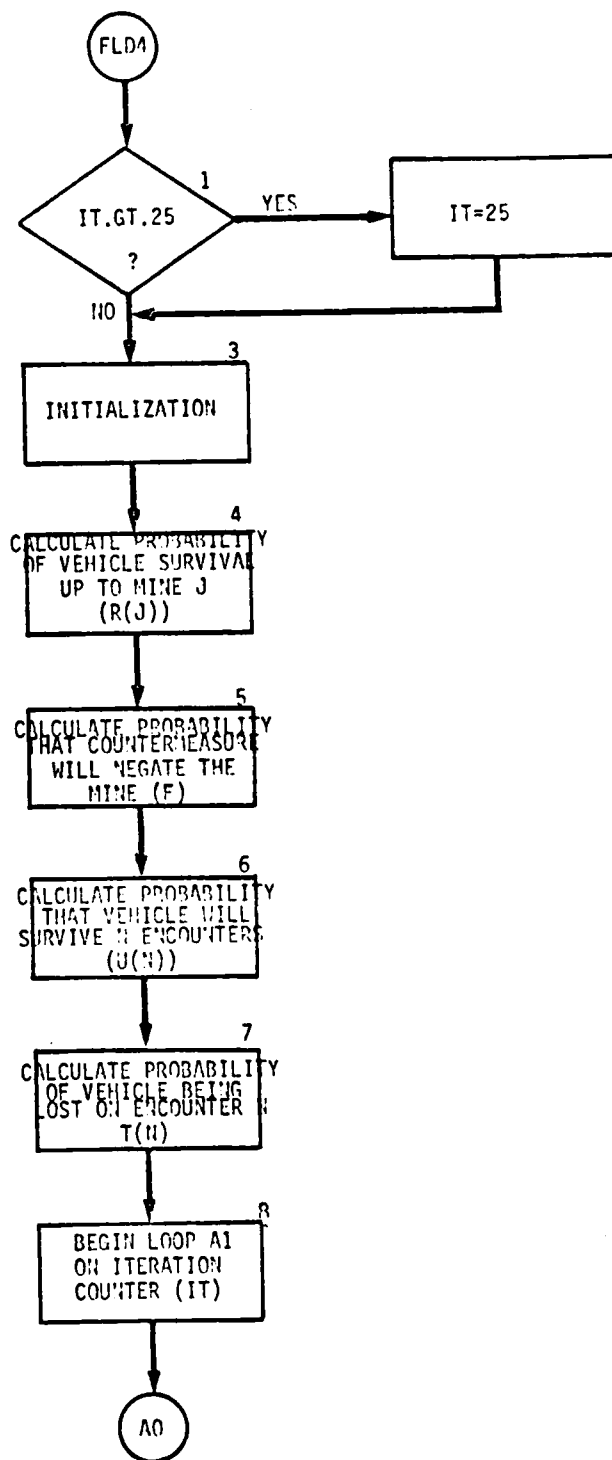 FLD4
1
IT.GT.25
?
YES
IT=25
NO
3
INITIALIZATION
4
CALCULATE PROBABILITY
OF VEHICLE SURVIVAL
UP TO MINE J
(R(J))
5
CALCULATE PROBABILITY
THAT COUNTERMEASURE
WILL NEGATE THE
MINE (F)
6
CALCULATE PROBABILITY
THAT VEHICLE WILL
SURVIVE N ENCOUNTERS
(U(N))
7
CALCULATE PROBABILITY
OF VEHICLE BEING
LOST ON ENCOUNTER N
T(N)
8
BEGIN LOOP A1
ON ITERATION
COUNTER (IT)
A0